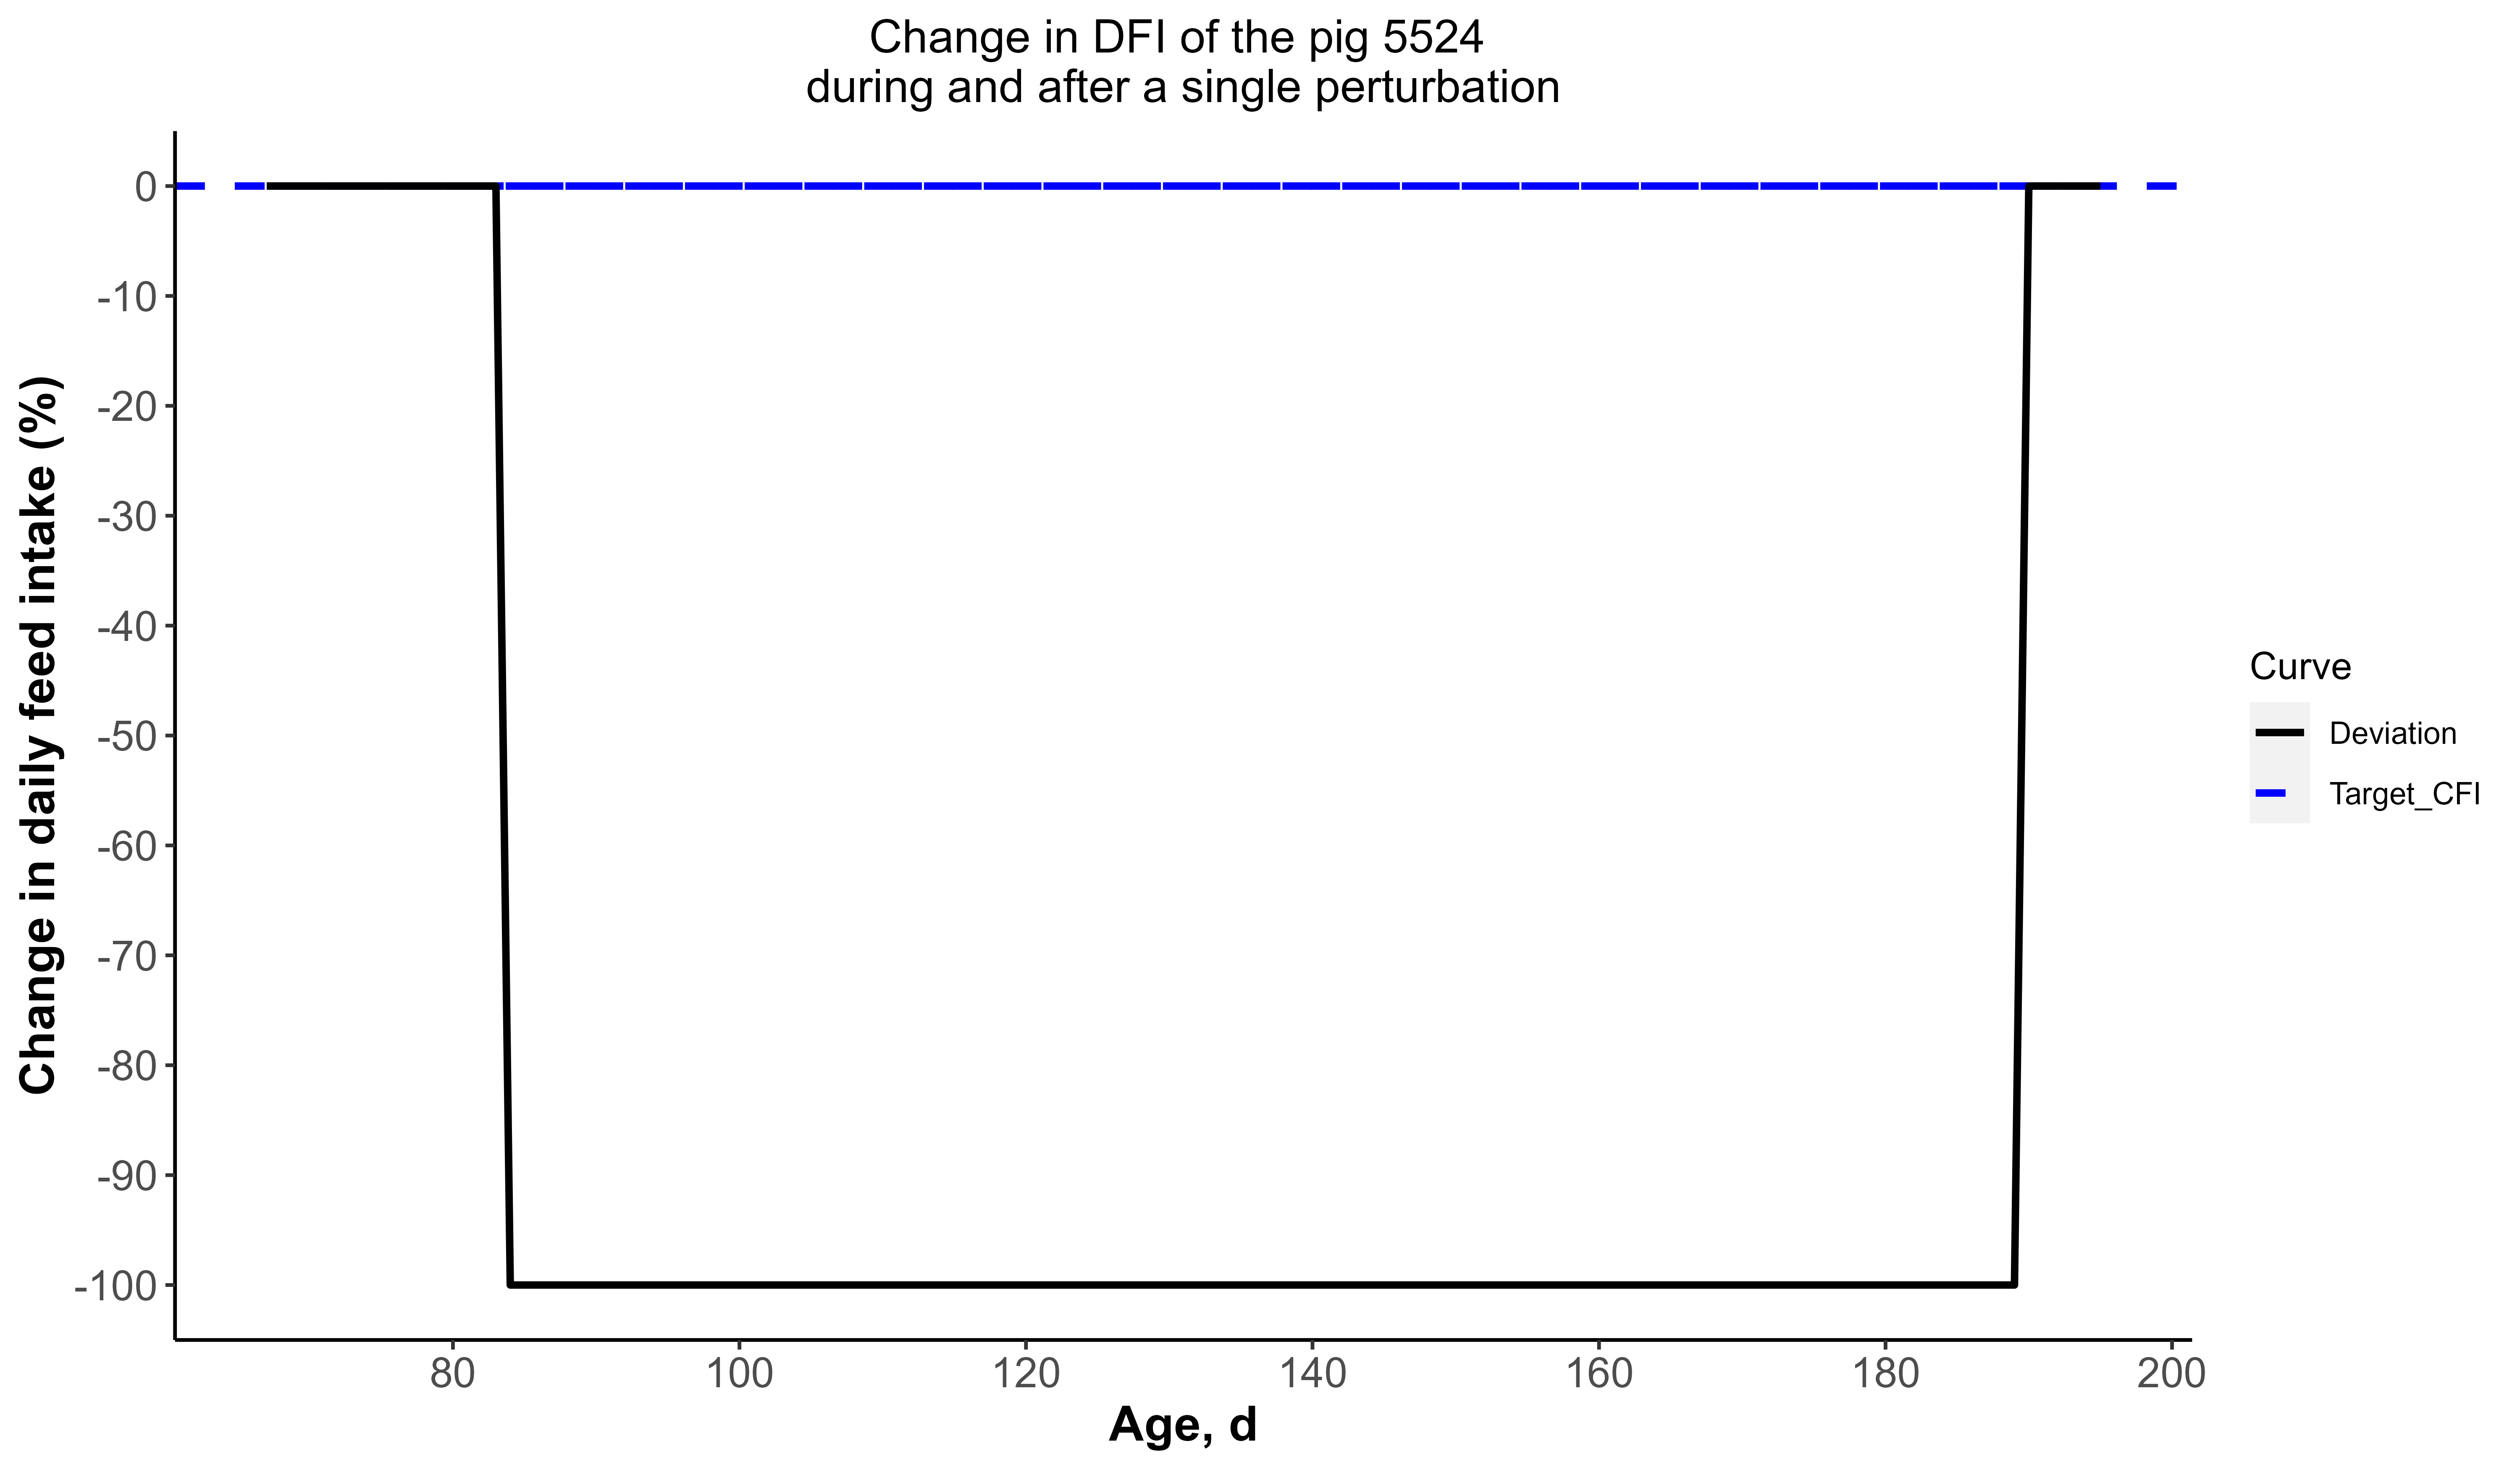 Change in DFI of the pig 5524
during and after a single perturbation
Change in daily feed intake (%)
0
-10
-20
-30
-40
-50
-60
-70
-80
-90
-100
80
100
120
140
160
180
200
Age, d
Curve
Deviation
Target_CFI